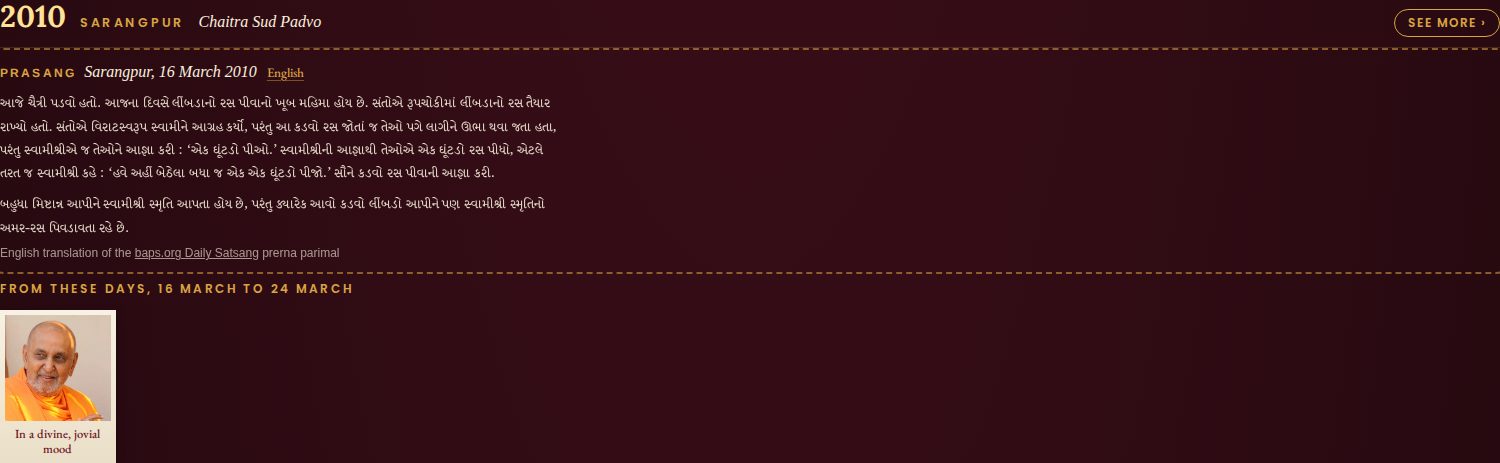 2010 SARANGPUR Chaitra Sud Padvo SEE MORE ›
PRASANG Sarangpur, 16 March 2010 English
આજે ચૈત્રી પડવો હતો. આજના દિવસે લીંબડાનો રસ પીવાનો ખૂબ મહિમા હોય છે. સંતોએ રૂપચોકીમાં લીંબડાનો રસ તૈયાર
રાખ્યો હતો. સંતોએ વિરાટસ્વરૂપ સ્વામીને આગ્રહ કર્યો, પરંતુ આ કડવો રસ જોતાં જ તેઓ પગે લાગીને ઊભા થવા જતા હતા,
પરંતુ સ્વામીશ્રીએ જ તેઓને આજ્ઞા કરી : ‘એક ઘૂંટડો પીઓ.’ સ્વામીશ્રીની આજ્ઞાથી તેઓએ એક ઘૂંટડો રસ પીધો, એટલે
તરત જ સ્વામીશ્રી કહે : ‘હવે અહીં બેઠેલા બધા જ એક એક ઘૂંટડો પીજો.’ સૌને કડવો રસ પીવાની આજ્ઞા કરી.
બહુધા મિષ્ટાન્ન આપીને સ્વામીશ્રી સ્મૃતિ આપતા હોય છે, પરંતુ ક્યારેક આવો કડવો લીંબડો આપીને પણ સ્વામીશ્રી સ્મૃતિનો
અમર-રસ પિવડાવતા રહે છે.
English translation of the baps.org Daily Satsang prerna parimal
FROM THESE DAYS, 16 MARCH TO 24 MARCH
In a divine, jovial
mood